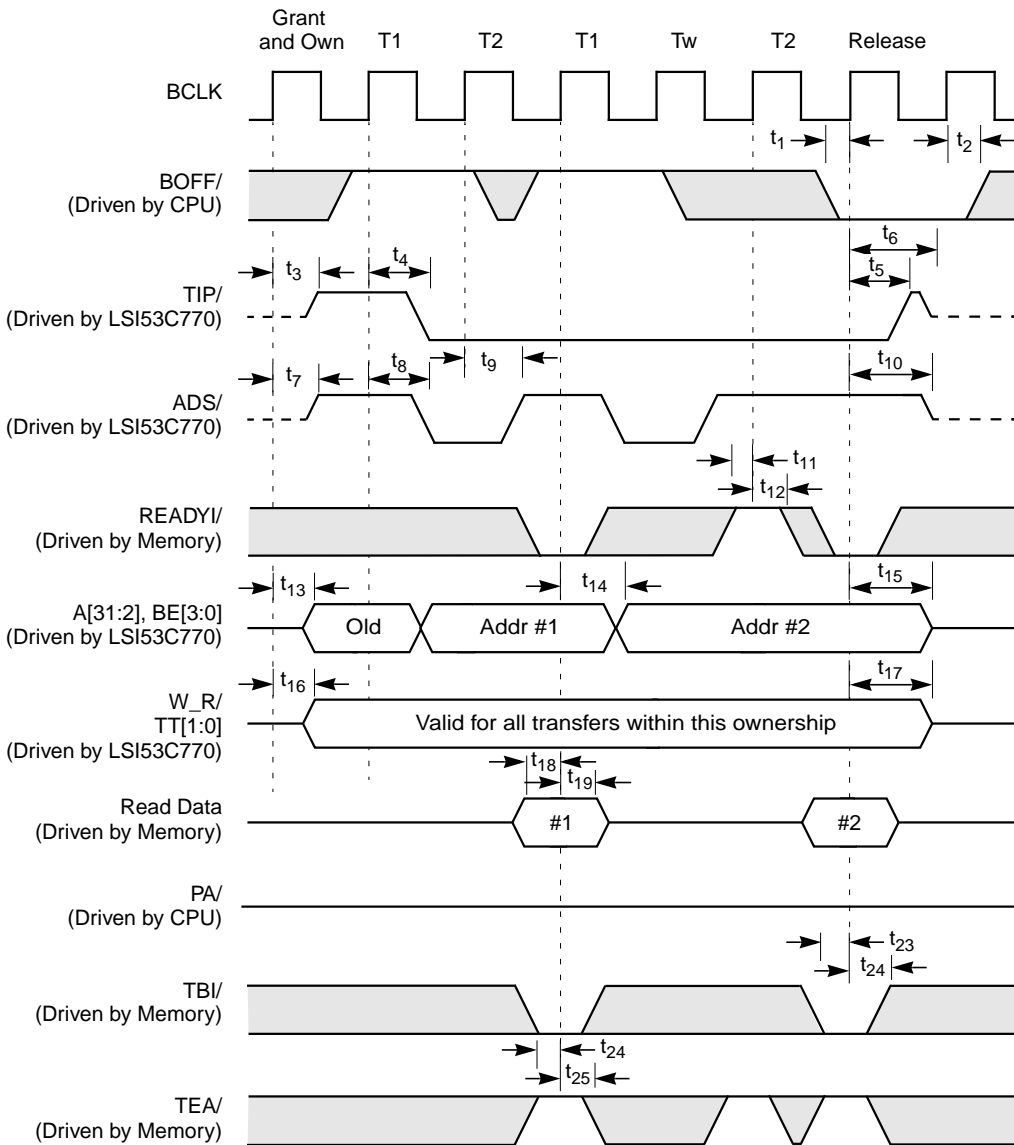 Grant
and Own
T1
T2
T1
Tw
T2
Release
BCLK
t1
t2
BOFF/
(Driven by CPU)
t6
t3
t4
t5
TIP/
(Driven by LSI53C770)
t7
t8
t9
t10
ADS/
(Driven by LSI53C770)
t11
t12
READYI/
(Driven by Memory)
t13
t14
t15
A[31:2], BE[3:0]
(Driven by LSI53C770)
Old
Addr #1
Addr #2
t16
t17
W_R/
TT[1:0]
(Driven by LSI53C770)
Valid for all transfers within this ownership
t18
t19
Read Data
(Driven by Memory)
#1
#2
PA/
(Driven by CPU)
t23
t24
TBI/
(Driven by Memory)
t24
t25
TEA/
(Driven by Memory)